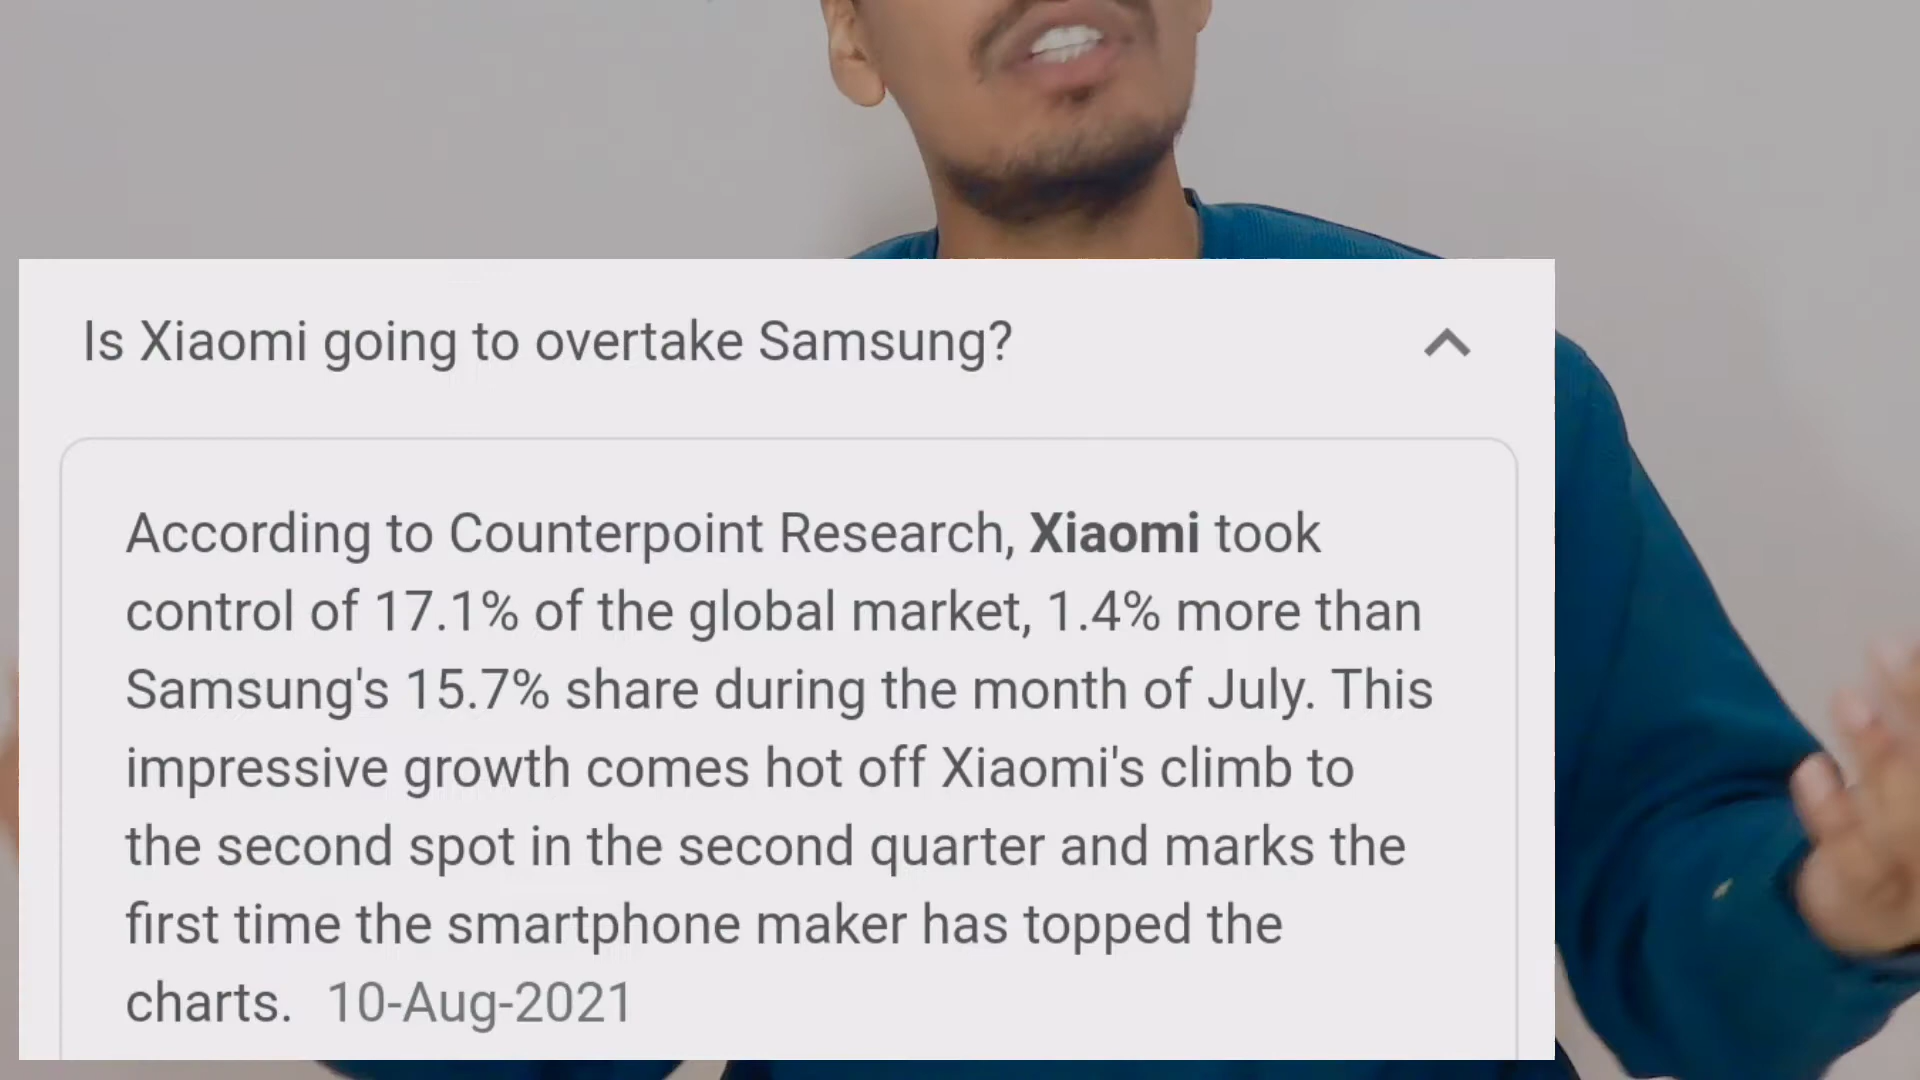 Is Xiaomi going to overtake Samsung?
According to Counterpoint Research, Xiaomi took
control of 17.1% of the global market, 1.4% more than
Samsung's 15.7% share during the month of July. This
impressive growth comes hot off Xiaomi's climb to
the second spot in the second quarter and marks the
first time the smartphone maker has topped the
charts. 10-Aug-2021